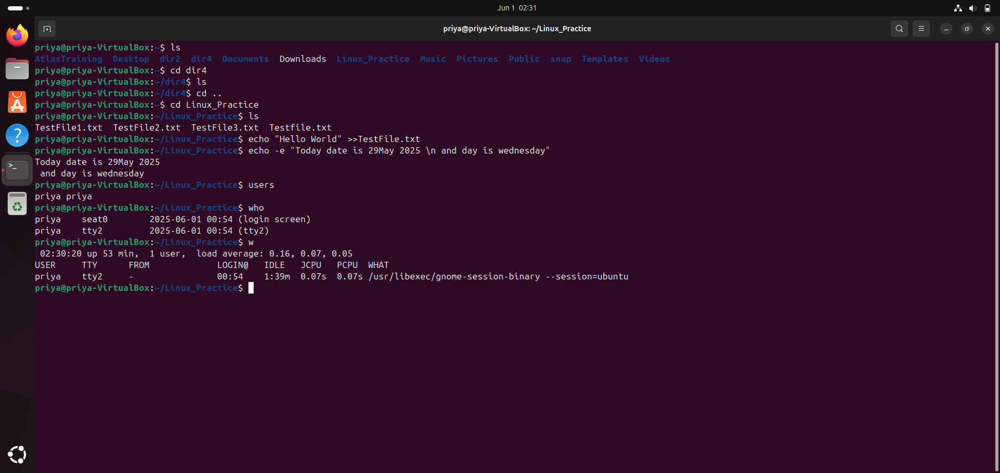 Jun 1 02:31
priya@priya-VirtualBox: ~/Linux_Practice
priya@priya-VirtualBox:~$ ls
AtlasTraining Desktop dir2 dir4 Documents Downloads Linux_Practice Music Pictures Public snap Templates Videos
priya@priya-VirtualBox:~$ cd dir4
priya@priya-VirtualBox:~/dir4$ ls
priya@priya-VirtualBox:~/dir4$ cd ..
priya@priya-VirtualBox:~$ cd Linux_Practice
priya@priya-VirtualBox:~/Linux_Practice$ ls
TestFile1.txt TestFile2.txt TestFile3.txt Testfile.txt
priya@priya-VirtualBox:~/Linux_Practice$ echo "Hello World" >>TestFile.txt
priya@priya-VirtualBox:~/Linux_Practice$ echo -e "Today date is 29May 2025 \n and day is wednesday"
Today date is 29May 2025
 and day is wednesday
priya@priya-VirtualBox:~/Linux_Practice$ users
priya priya
priya@priya-VirtualBox:~/Linux_Practice$ who
priya    seat0        2025-06-01 00:54 (login screen)
priya    tty2         2025-06-01 00:54 (tty2)
priya@priya-VirtualBox:~/Linux_Practice$ w
 02:30:20 up 53 min,  1 user,  load average: 0.16, 0.07, 0.05
USER     TTY      FROM             LOGIN@   IDLE   JCPU   PCPU  WHAT
priya    tty2     -                00:54    1:39m  0.07s  0.07s /usr/libexec/gnome-session-binary --session=ubuntu
priya@priya-VirtualBox:~/Linux_Practice$